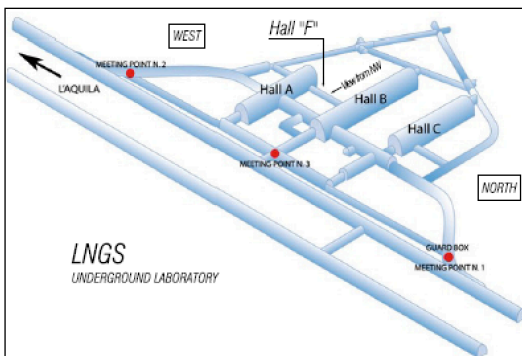 WEST
Hall "F"
MEETING POINT N. 2
View from NW
L'AQUILA
Hall A
Hall B
Hall C
MEETING POINT N. 3
NORTH
LNGS
UNDERGROUND LABORATORY
GUARD BOX
MEETING POINT N. 1